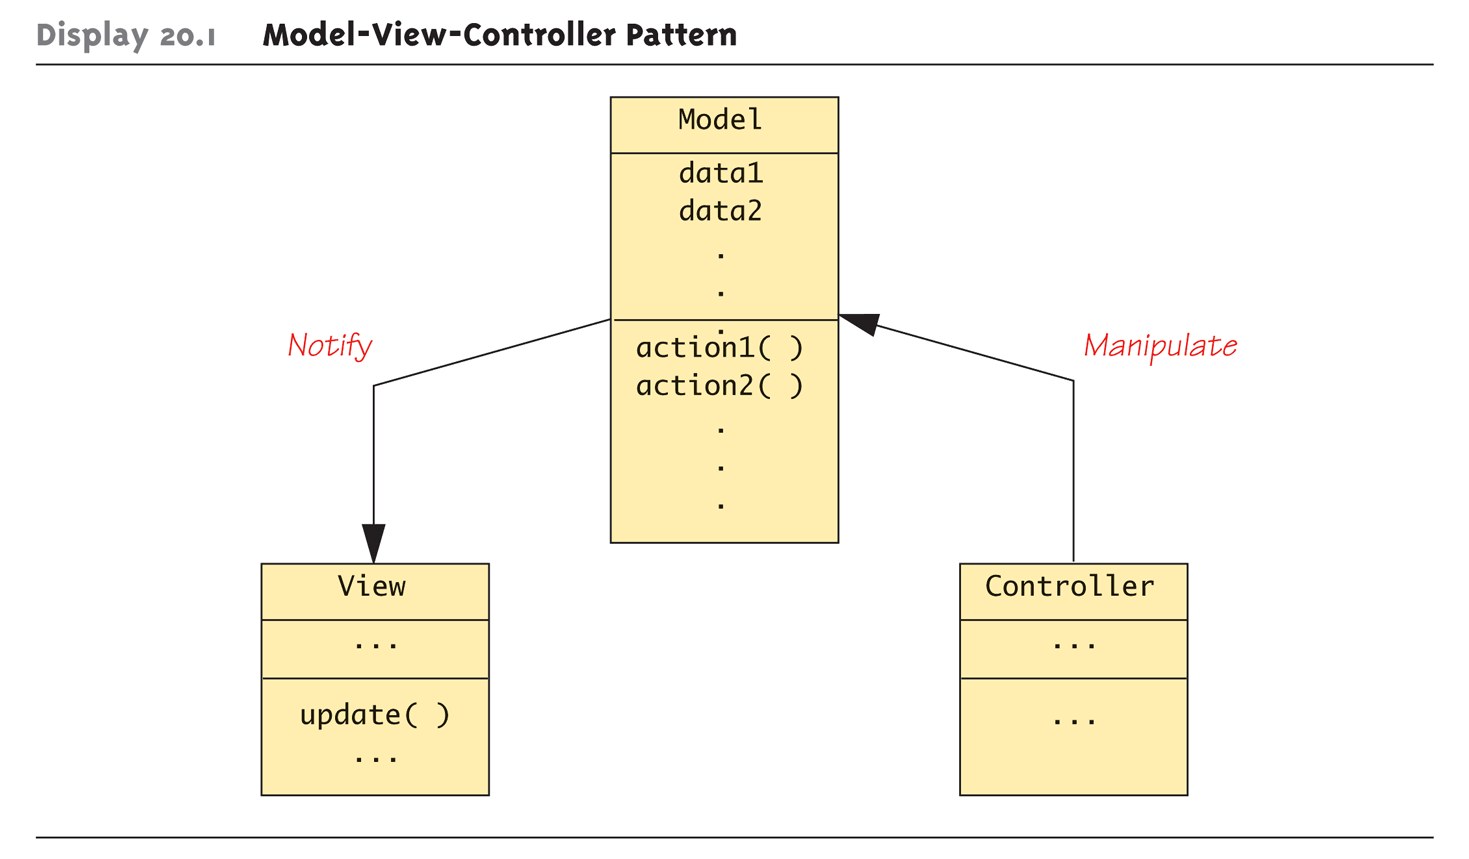 Display 20.1 Model-View-Controller Pattern
Model
data1
data2
.
.
.
Notify
Manipulate
action1( )
action2( )
.
.
.
View
...
update( )
...
Controller
...
...